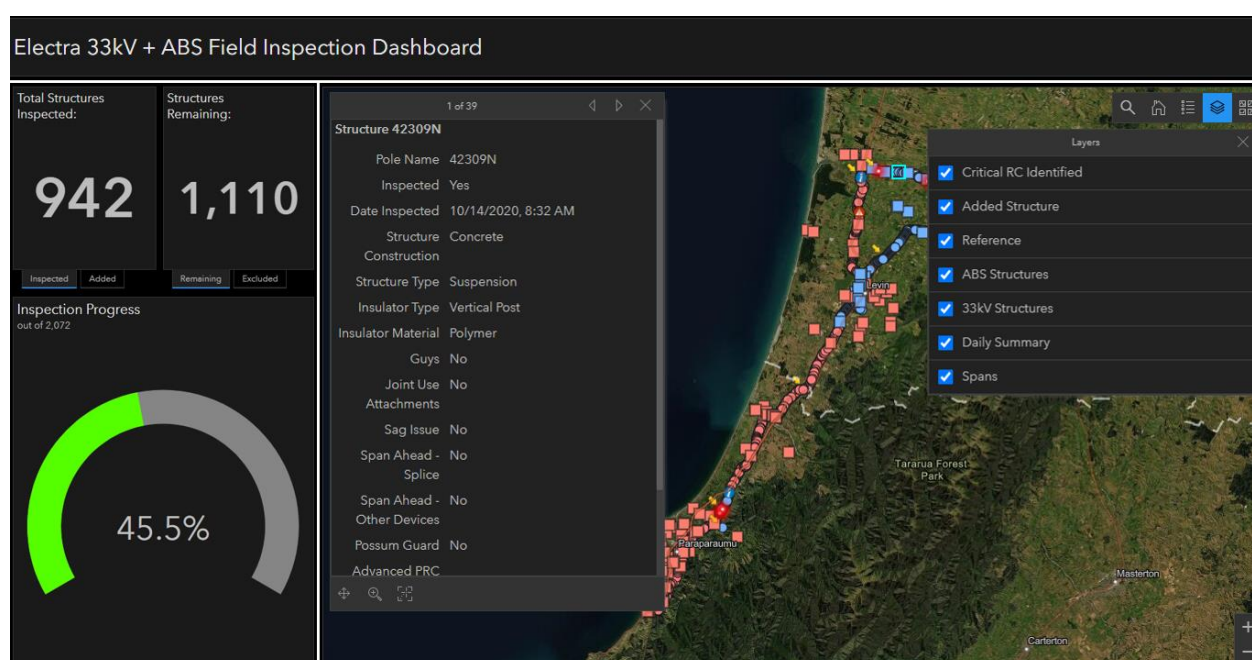 Electra 33kV + ABS Field Inspection Dashboard
Total Structures
Inspected:
942
Inspected
Added
Structures
Remaining:
1,110
Remaining
Excluded
Inspection Progress
out of 2,072
45.5%
1 of 39
Structure 42309N
Pole Name 42309N
Inspected Yes
Date Inspected 10/14/2020, 8:32 AM
Structure Concrete
Construction
Structure Type Suspension
Insulator Type Vertical Post
Insulator Material Polymer
Guys No
Joint Use No
Attachments
Sag Issue No
Span Ahead - No
Splice
Span Ahead - No
Other Devices
Possum Guard No
Advanced PRC
Layers
Critical RC Identified
Added Structure
Reference
ABS Structures
33kV Structures
Daily Summary
Spans
Levin
Tararua Forest
Park
Paraparaumu
Masterton
Carterton